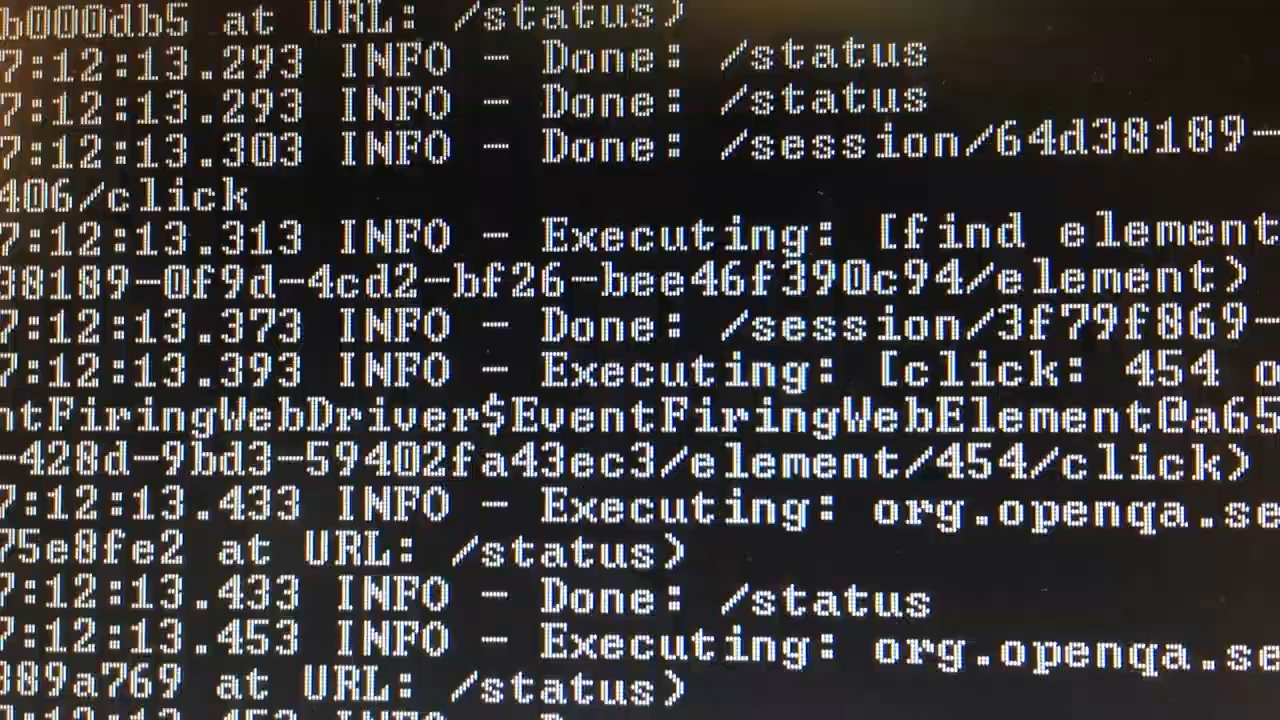 b000db5 at URL: /status)
7:12:13.293 INFO - Done: /status
7:12:13.293 INFO - Done: /status
7:12:13.303 INFO - Done: /session/64d38189-
406/click
7:12:13.313 INFO - Executing: [find element
38189-0f9d-4cd2-bf26-bee46f390c94/element)
7:12:13.373 INFO - Done: /session/3f79f869-
7:12:13.393 INFO - Executing: [click: 454 o
ntFiringWebDriver$EventFiringWebElement@a65
-428d-9bd3-59402fa43ec3/element/454/click)
7:12:13.433 INFO - Executing: org.openqa.se
75e8fe2 at URL: /status)
7:12:13.433 INFO - Done: /status
7:12:13.453 INFO - Executing: org.openqa.se
889a769 at URL: /status)